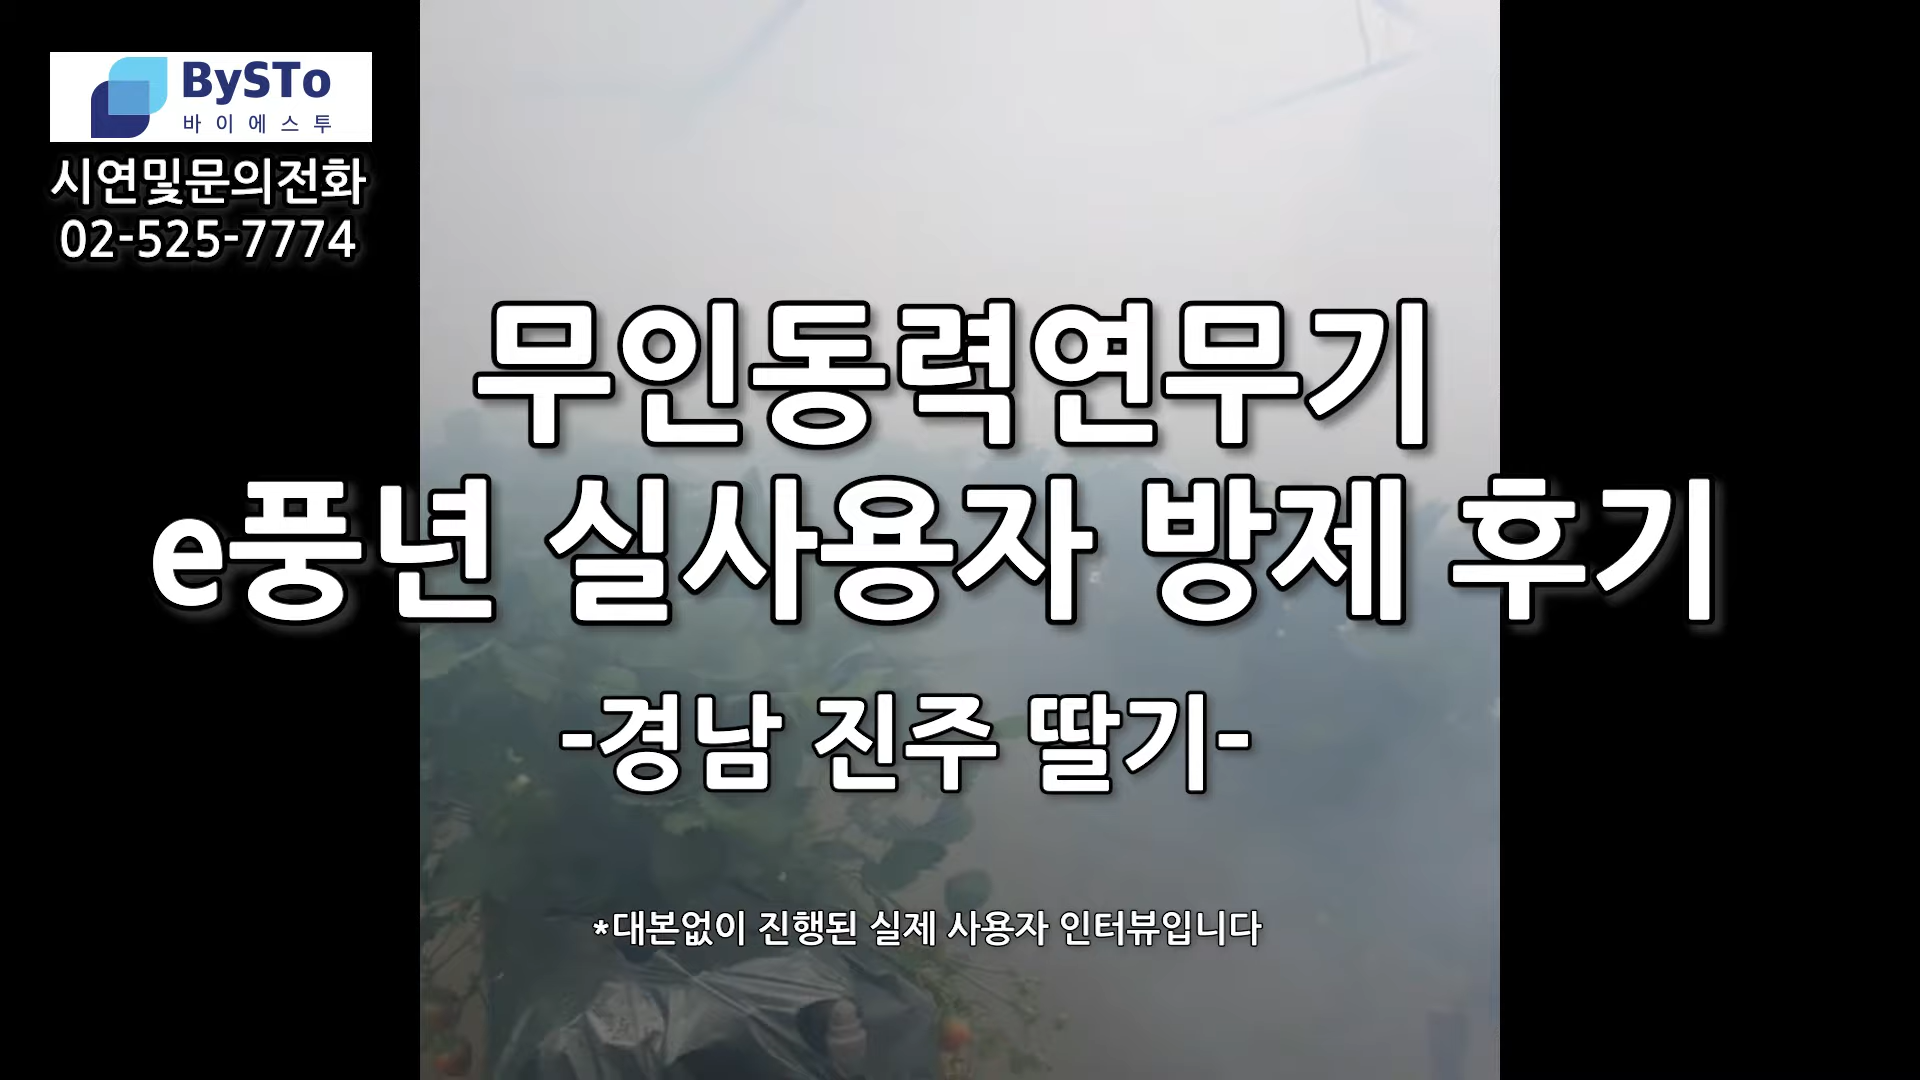 BySTo
바이에스투
시연및문의전화
02-525-7774
무인동력연무기
e풍년 실사용자 방제 후기
-경남 진주 딸기-
*대본없이 진행된 실제 사용자 인터뷰입니다